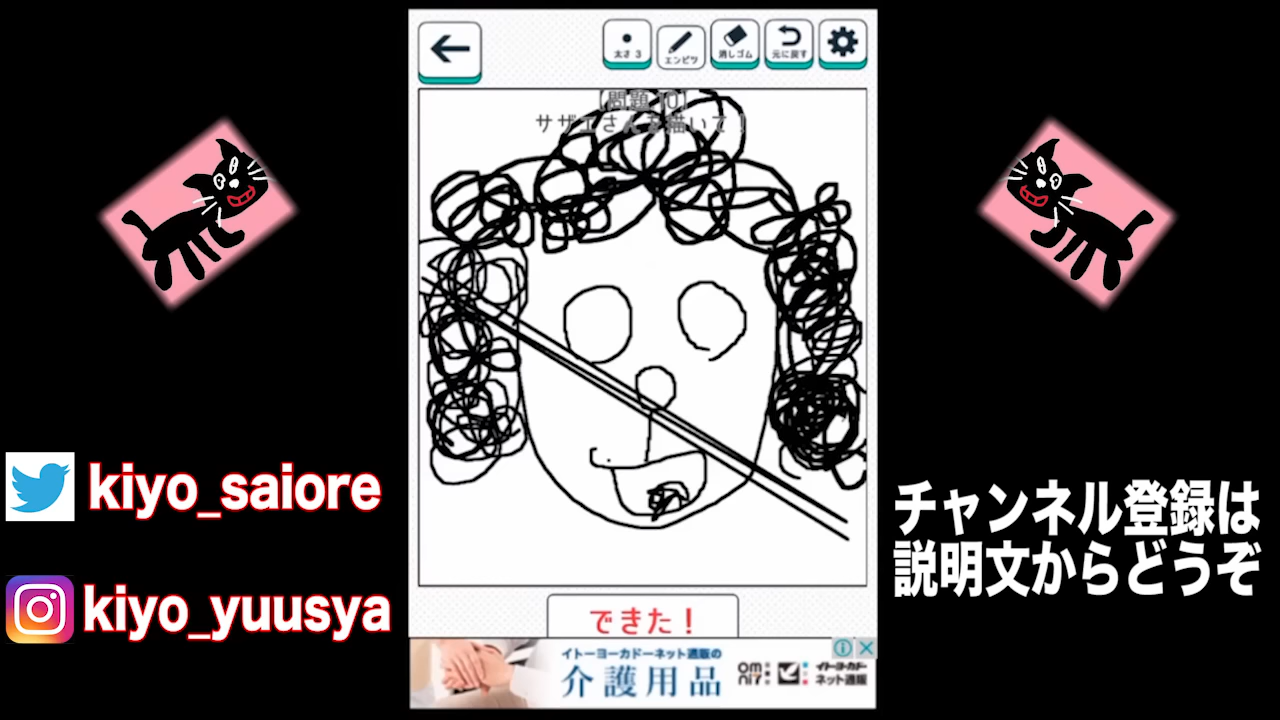 太さ 3
エンピツ
消しゴム
元に戻す
【問題 10】
サザエさんを描いて!
kiyo_saiore
kiyo_yuusya
チャンネル登録は
説明文からどうぞ
できた!
イトーヨーカドーネット通販の
介護用品
omni7
イトーヨーカドー
ネット通販